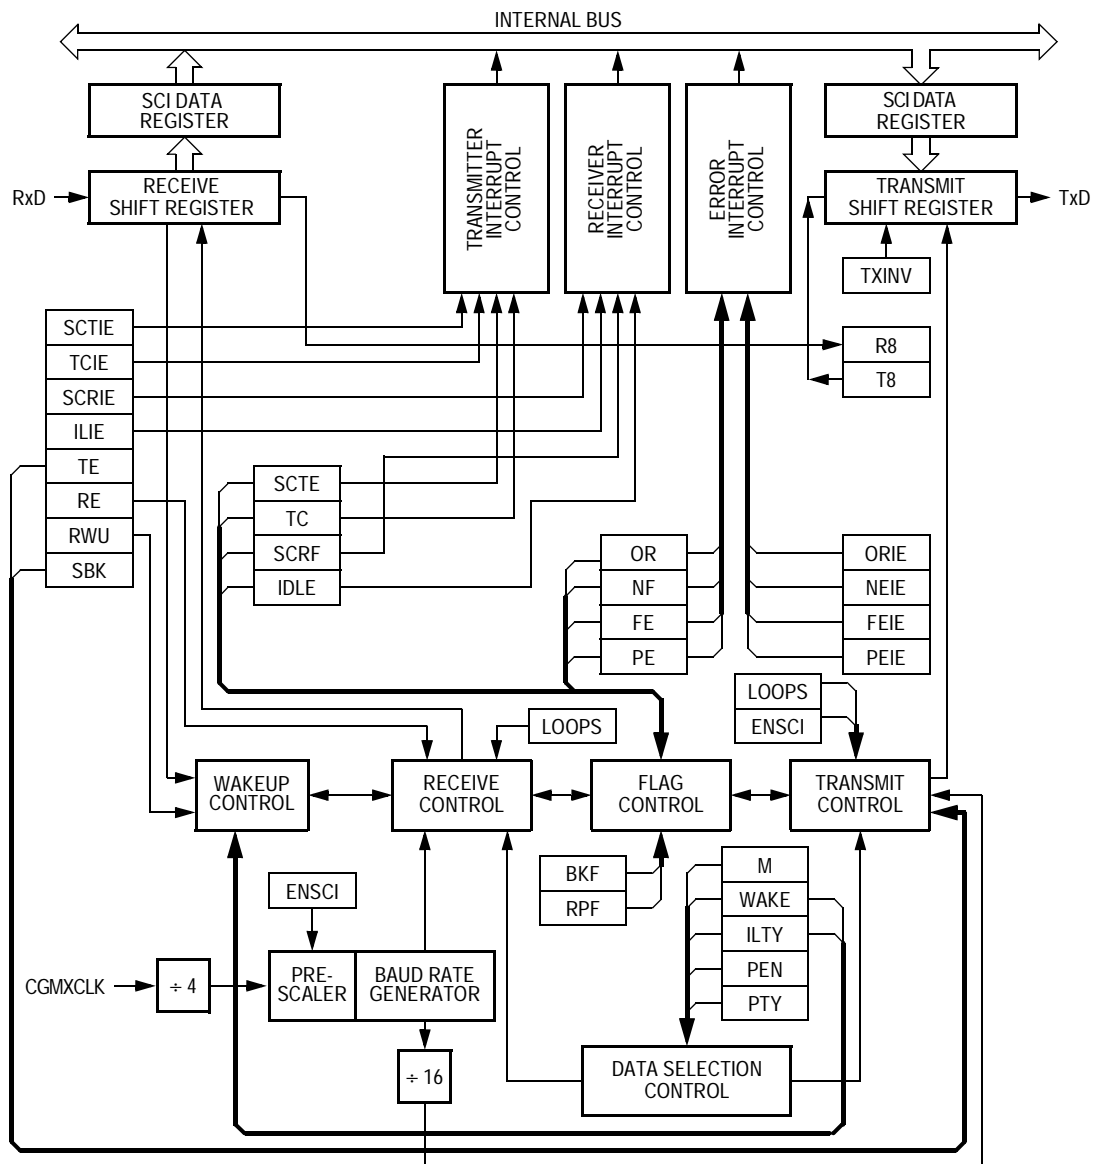 INTERNAL BUS
SCI DATA
REGISTER
RECEIVE
SHIFT REGISTER
RxD
TRANSMITTER
INTERRUPT
CONTROL
RECEIVER
INTERRUPT
CONTROL
ERROR
INTERRUPT
CONTROL
SCI DATA
REGISTER
TRANSMIT
SHIFT REGISTER
TxD
TXINV
R8
T8
SCTIE
TCIE
SCRIE
ILIE
TE
RE
RWU
SBK
SCTE
TC
SCRF
IDLE
OR
NF
FE
PE
ORIE
NEIE
FEIE
PEIE
LOOPS
LOOPS
ENSCI
WAKEUP
CONTROL
RECEIVE
CONTROL
FLAG
CONTROL
TRANSMIT
CONTROL
BKF
RPF
M
WAKE
ILTY
PEN
PTY
ENSCI
CGMXCLK
÷ 4
PRE-
SCALER
BAUD RATE
GENERATOR
÷ 16
DATA SELECTION
CONTROL